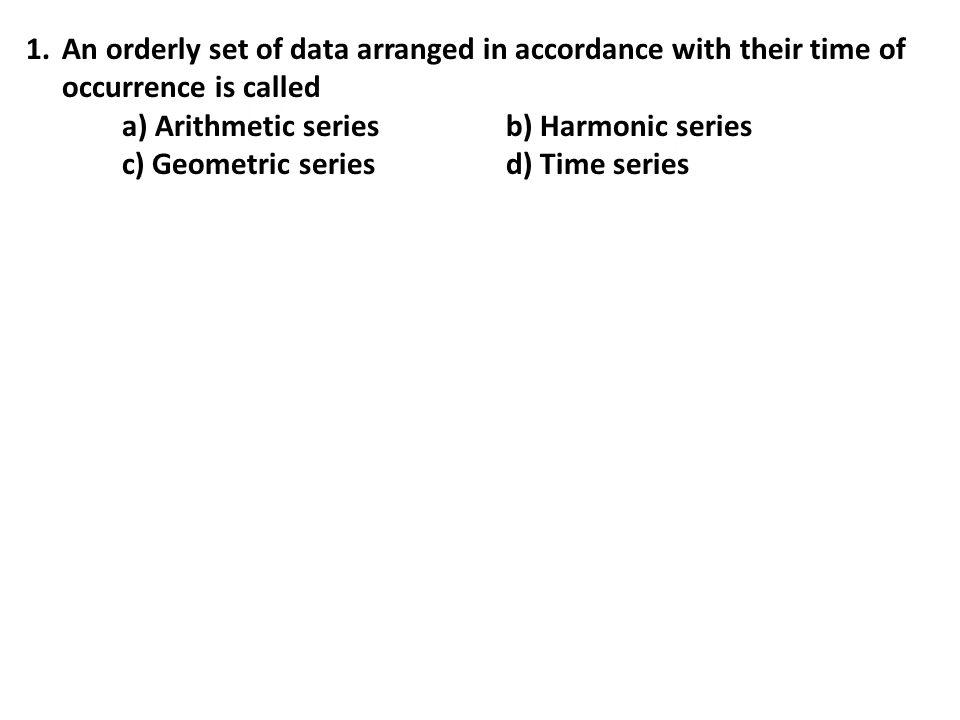 1. An orderly set of data arranged in accordance with their time of
occurrence is called
a) Arithmetic series b) Harmonic series
c) Geometric series d) Time series